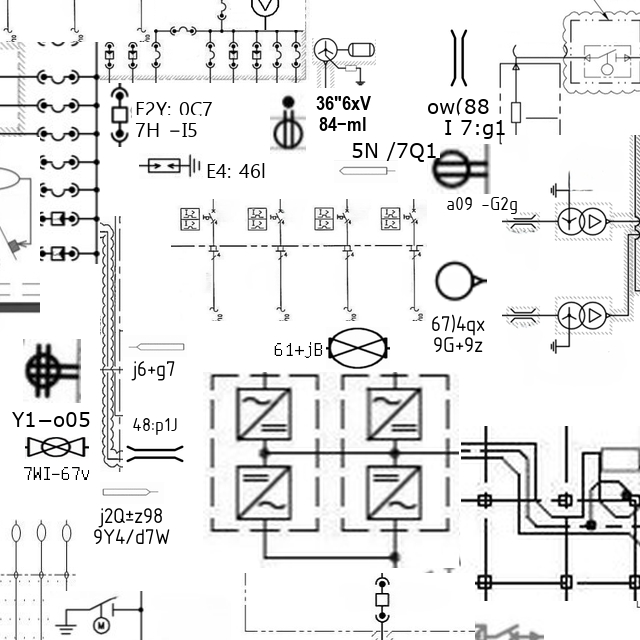 F2Y: 0C7
7H -I5
36"6xV
84-ml
ow(88
I 7:g1
5N /7Q1
E4: 46l
a09 -G2g
67)4qx
9G+9z
61+jB
j6+g7
Y1-o05
48:p1J
7WI-67v
j2Q±z98
9Y4/d7W
M